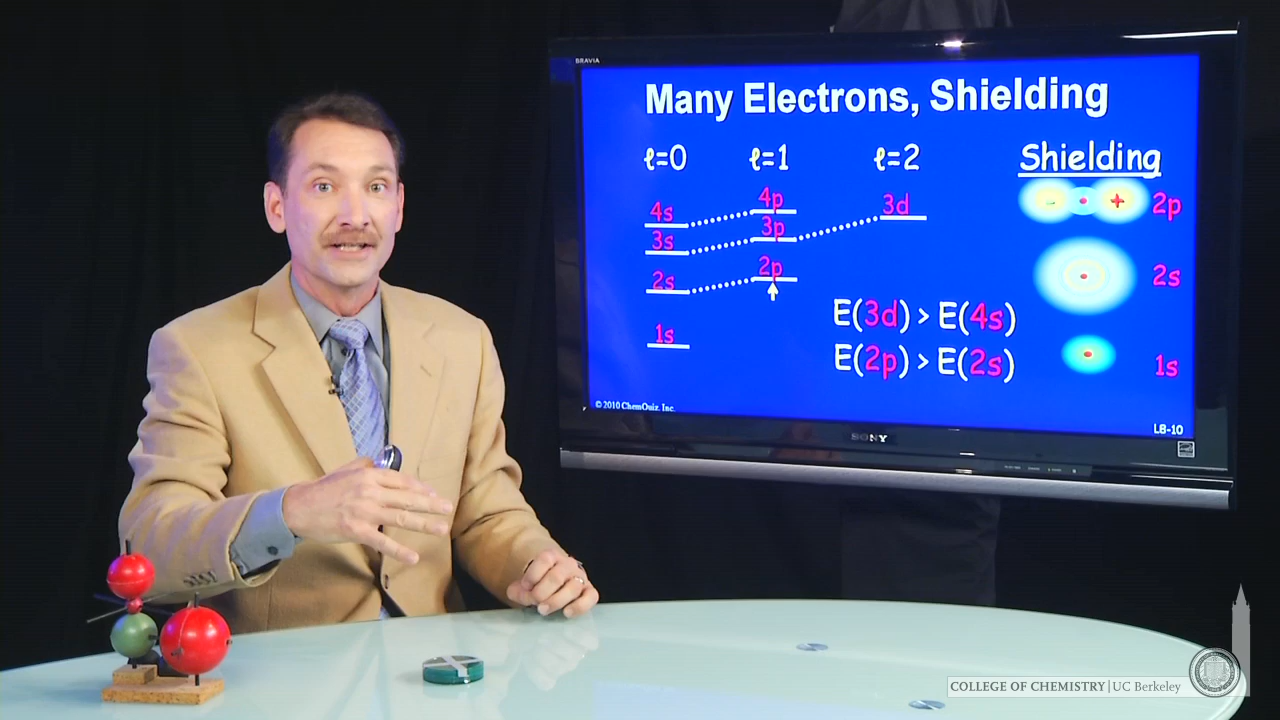 BRAVIA
Many Electrons, Shielding
ℓ=0 ℓ=1 ℓ=2 Shielding
4s 4p 3d - + 2p
3s 3p
2s 2p 2s
E(3d) > E(4s)
1s E(2p) > E(2s) 1s
© 2010 ChemQuiz, Inc.
L8-10
SONY
COLLEGE OF CHEMISTRY | UC Berkeley